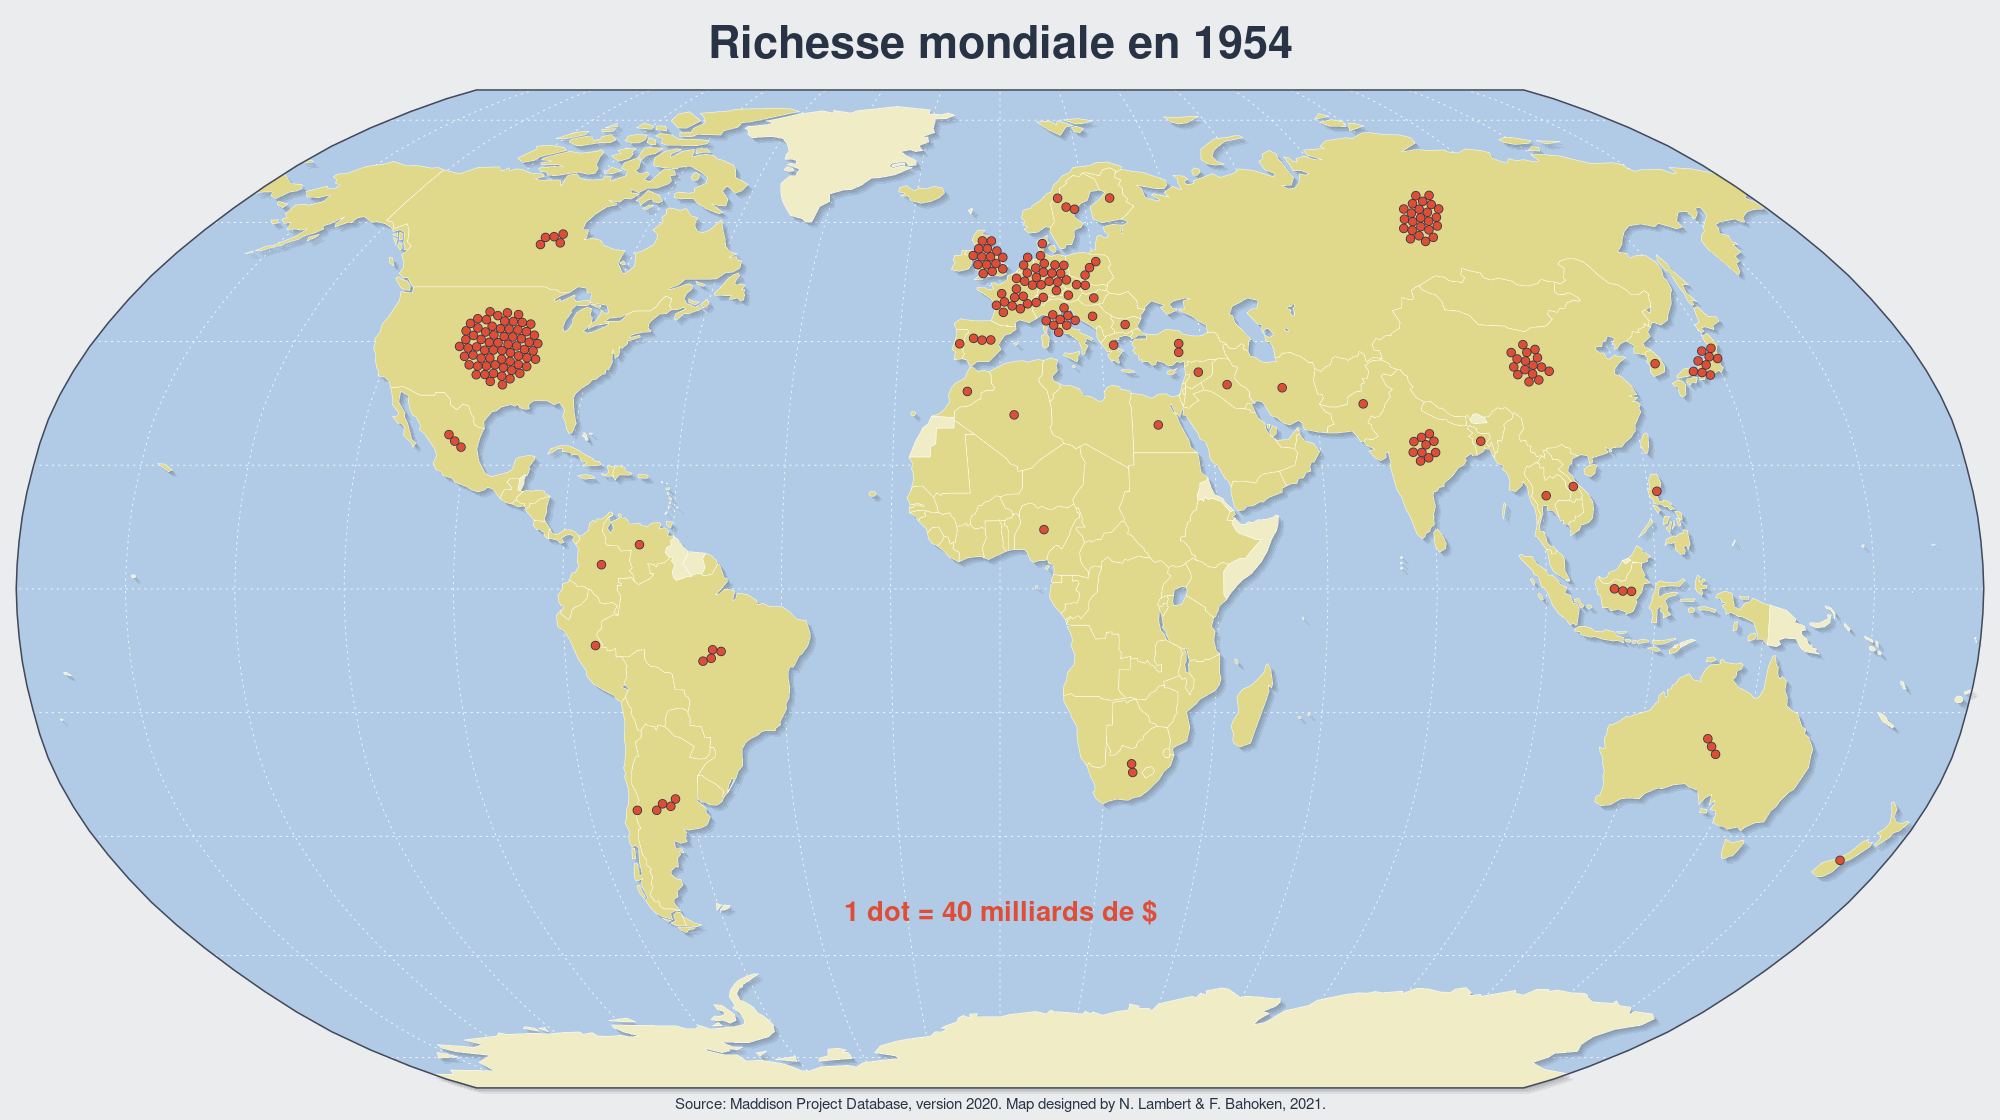 Richesse mondiale en 1954
1 dot = 40 milliards de $
Source: Maddison Project Database, version 2020. Map designed by N. Lambert & F. Bahoken, 2021.